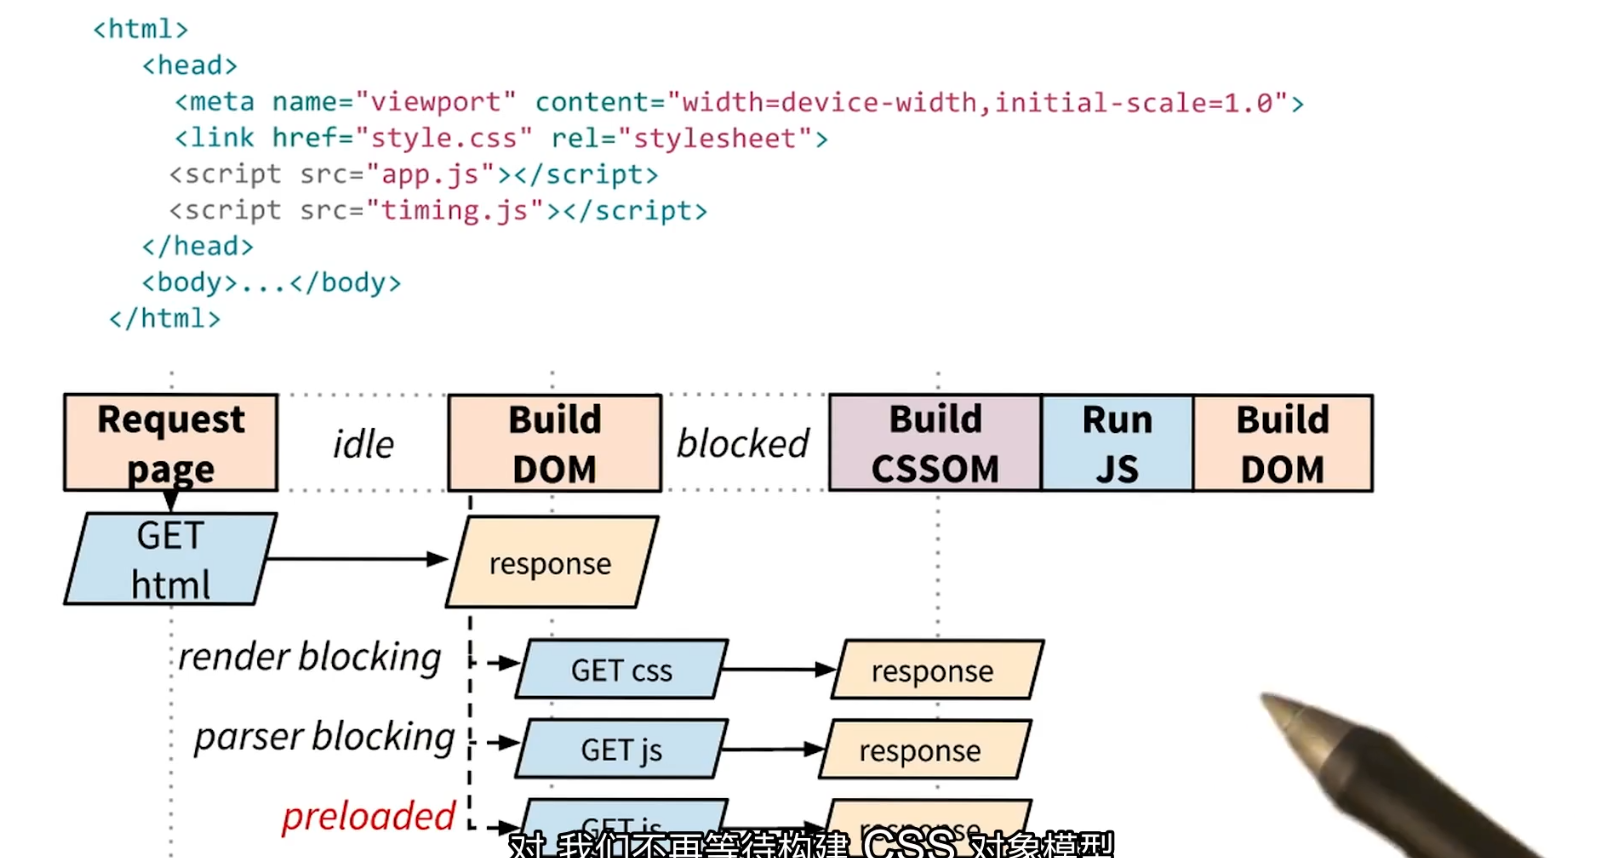 <html>
<head>
<meta name="viewport" content="width=device-width,initial-scale=1.0">
<link href="style.css" rel="stylesheet">
<script src="app.js"></script>
<script src="timing.js"></script>
</head>
<body>...</body>
</html>
Request page
idle
Build DOM
blocked
Build CSSOM
Run JS
Build DOM
GET html
response
render blocking
GET css
response
parser blocking
GET js
response
preloaded
GET js
response
对 我们不再等待构建 CSS 对象模型